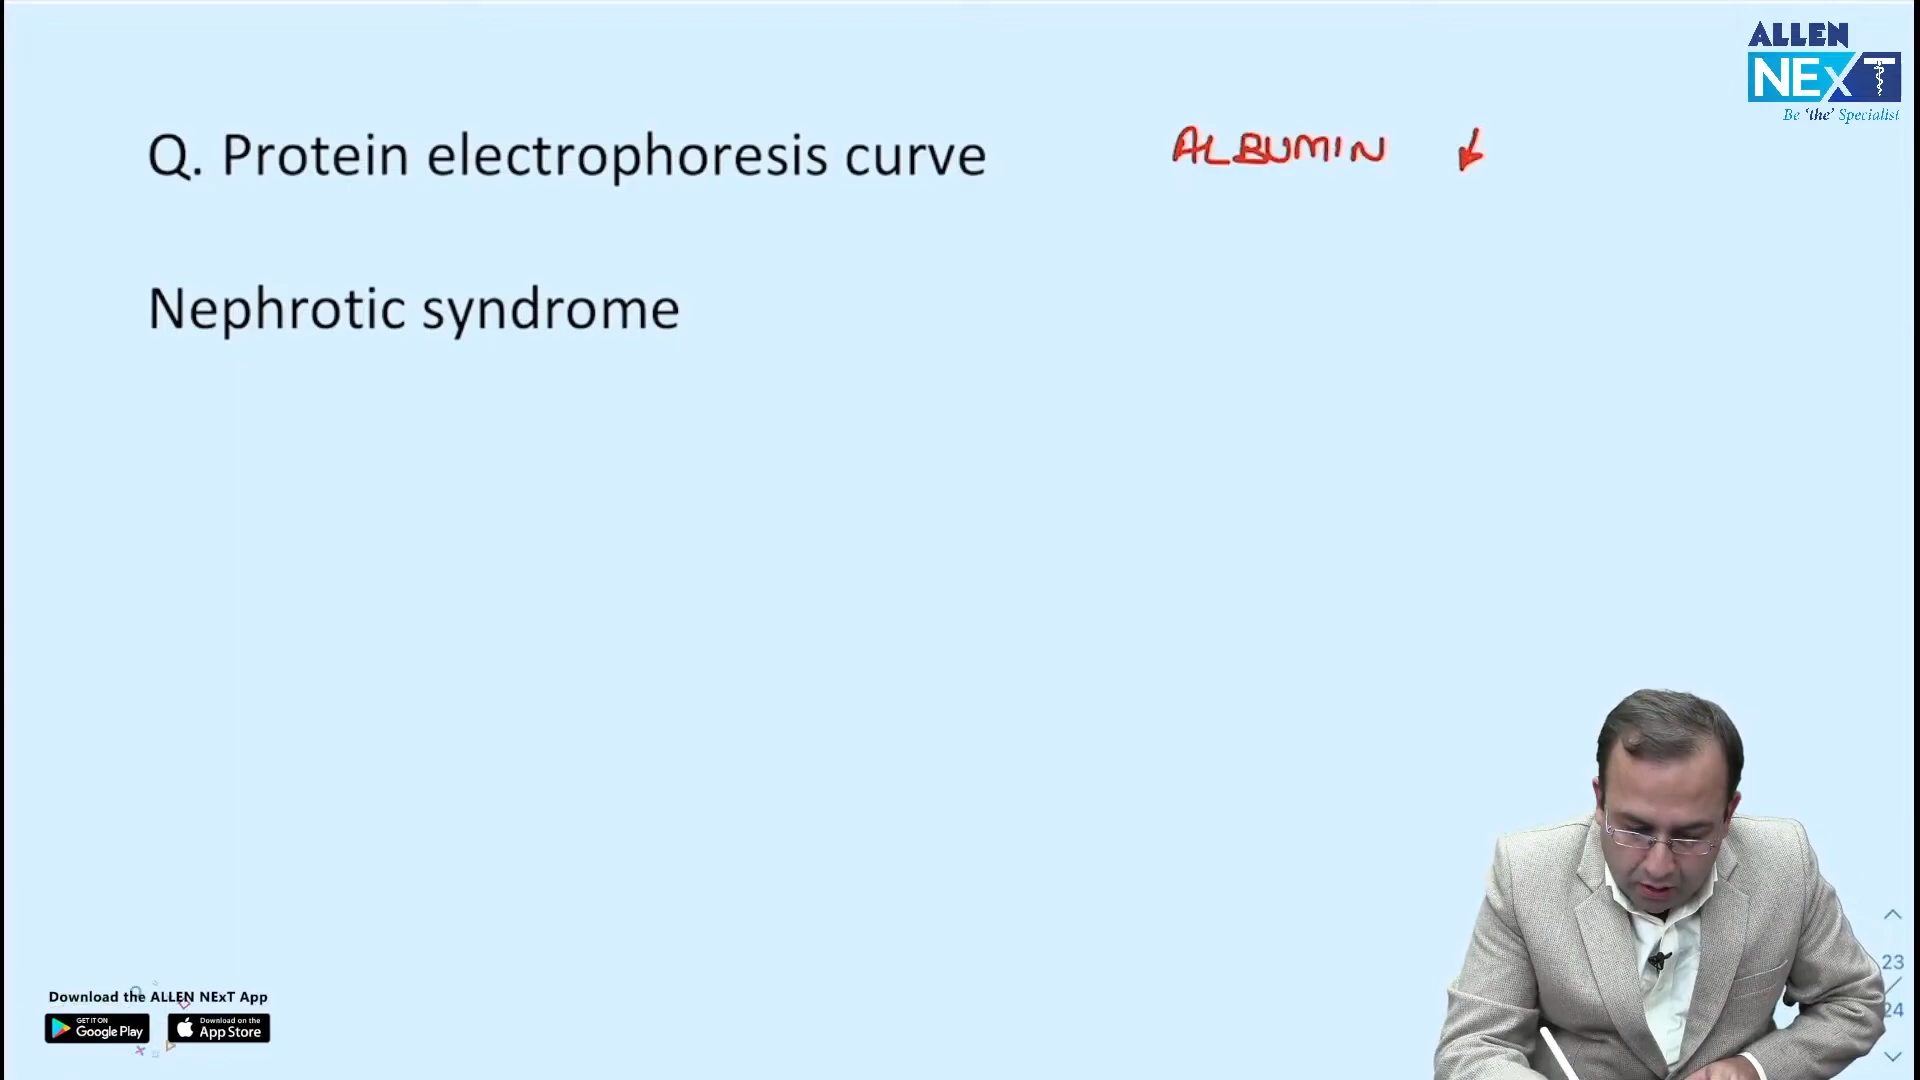 ALLEN
NExT
Be 'the' Specialist
Q. Protein electrophoresis curve
ALBUMIN ↓
Nephrotic syndrome
23
24
Download the ALLEN NExT App
GET IT ON
Google Play
Download on the
App Store